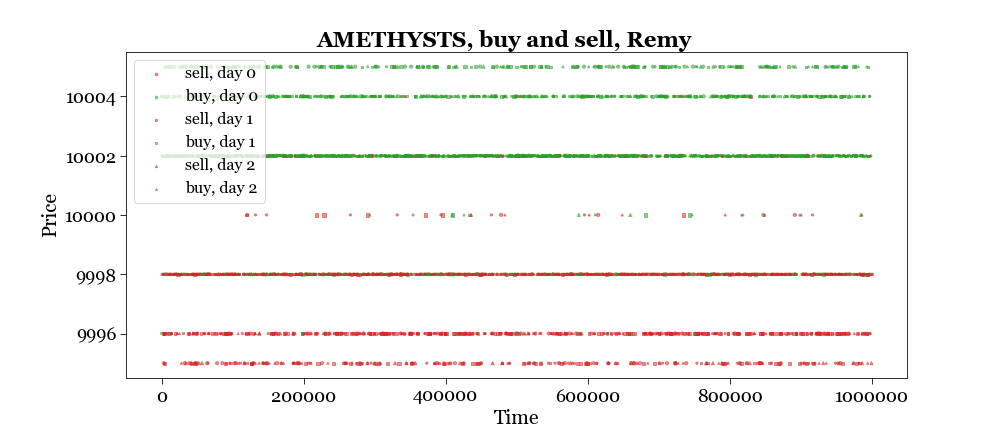 AMETHYSTS, buy and sell, Remy
sell, day 0
buy, day 0
sell, day 1
buy, day 1
sell, day 2
buy, day 2
Price
10004
10002
10000
9998
9996
0 200000 400000 600000 800000 1000000
Time